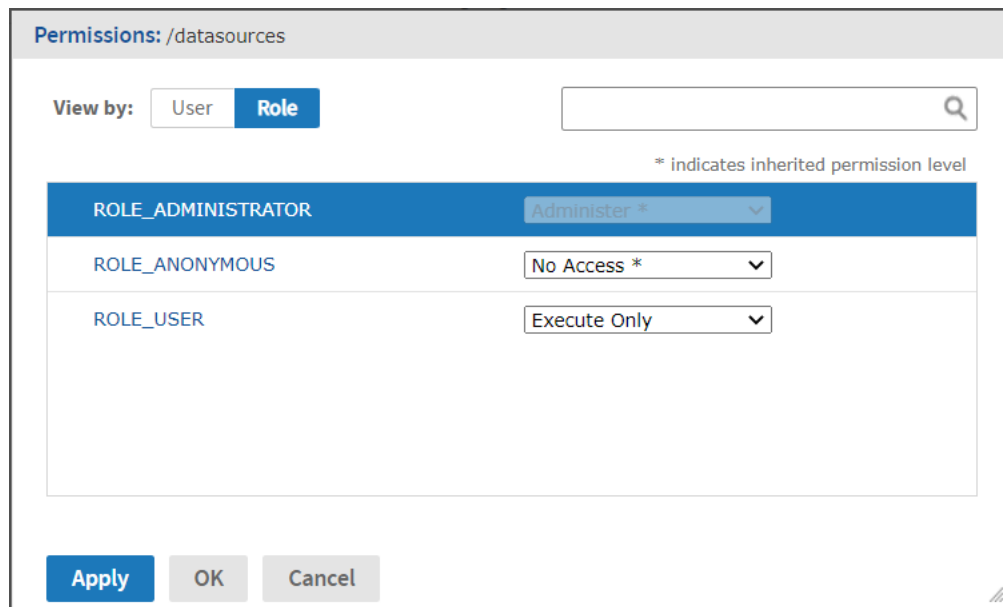 Permissions: /datasources
View by: User Role
* indicates inherited permission level
ROLE_ADMINISTRATOR Administer *
ROLE_ANONYMOUS No Access *
ROLE_USER Execute Only
Apply OK Cancel